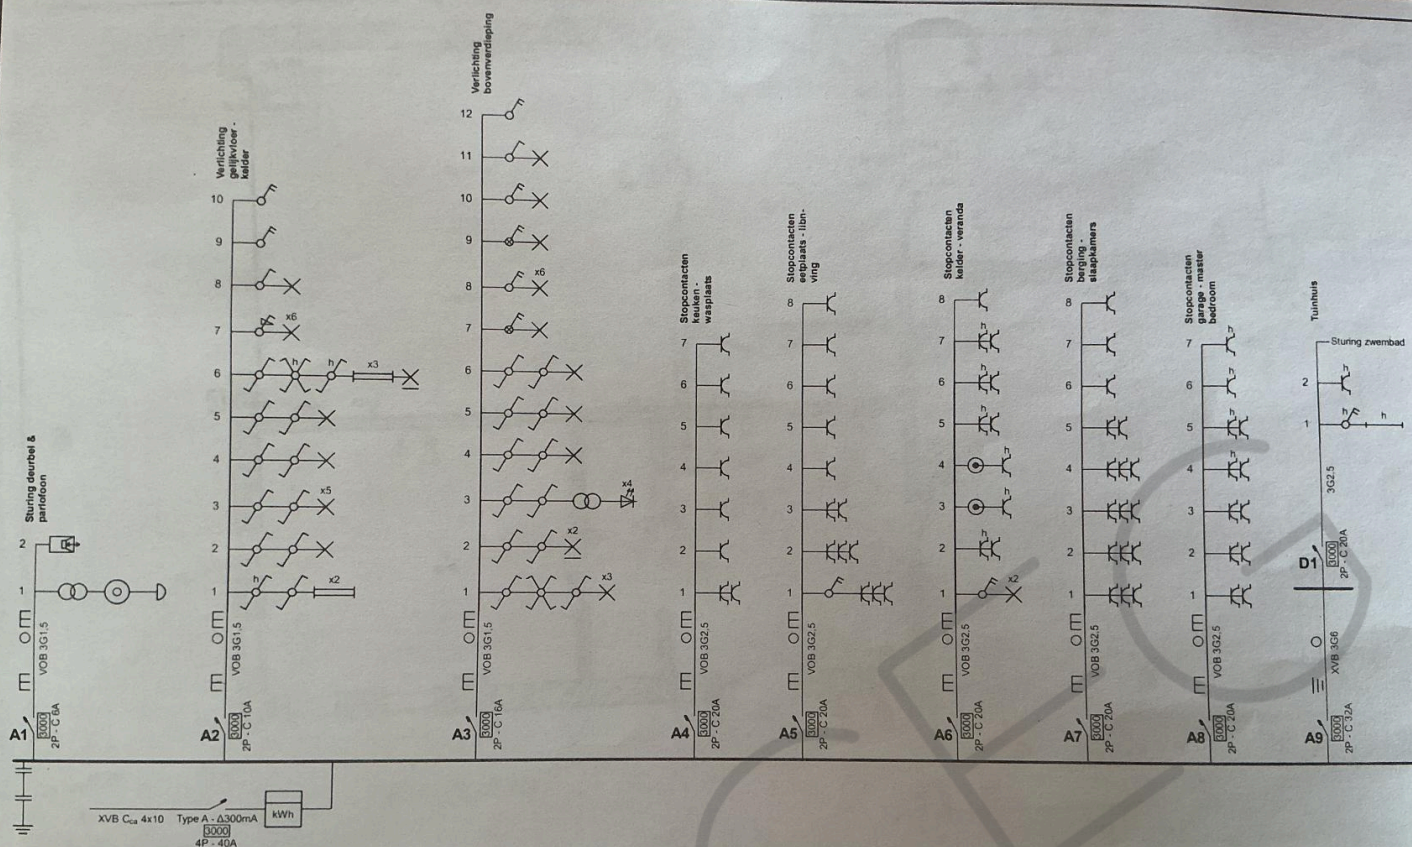 Sturing deurbel &
parlofoon
2
1
VOB 3G1,5
A1
3000
2P - C 6A
Verlichting
gelijkvloer -
kelder
10
9
8
7
x6
6
h
h
x3
5
4
3
x5
2
1
h
x2
VOB 3G1,5
A2
3000
2P - C 10A
Verlichting
bovenverdieping
12
11
10
9
8
x6
7
6
5
4
3
x4
2
x2
1
x3
VOB 3G1,5
A3
3000
2P - C 16A
Stopcontacten
keuken -
wasplaats
7
6
5
4
3
2
1
VOB 3G2,5
A4
3000
2P - C 20A
Stopcontacten
eetplaats - libn-
ving
8
7
6
5
4
3
2
1
VOB 3G2,5
A5
3000
2P - C 20A
Stopcontacten
kelder - veranda
8
7
h
6
h
5
h
4
h
3
h
2
h
1
x2
VOB 3G2,5
A6
3000
2P - C 20A
Stopcontacten
berging -
slaapkamers
8
7
6
5
4
3
2
1
VOB 3G2,5
A7
3000
2P - C 20A
Stopcontacten
garage - master
bedroom
7
h
6
h
5
h
4
h
3
2
1
VOB 3G2,5
A8
3000
2P - C 20A
Tuinhuis
Sturing zwembad
2
h
1
h
h
3G2,5
D1
3000
2P - C 20A
XVB 3G6
A9
3000
2P - C 32A
XVB Cca 4x10
Type A - Δ300mA
3000
4P - 40A
kWh